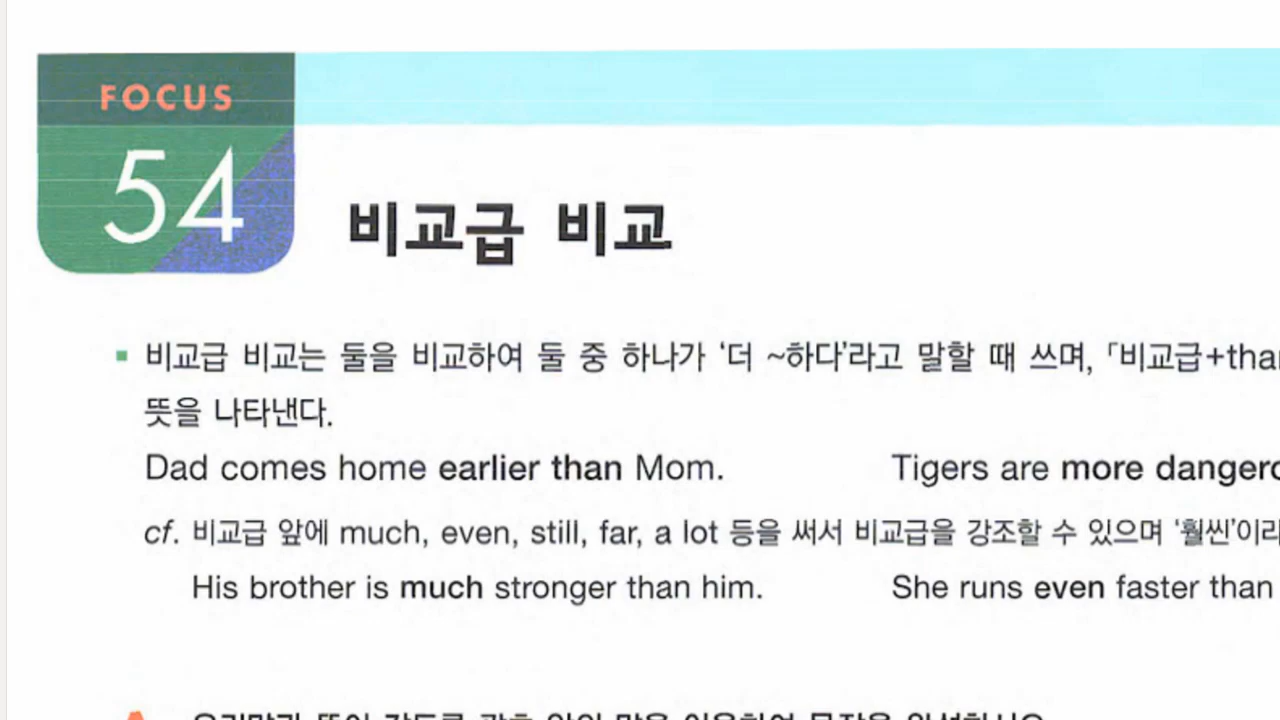 FOCUS
54
비교급 비교
비교급 비교는 둘을 비교하여 둘 중 하나가 ‘더 ~하다’라고 말할 때 쓰며, 「비교급+than
뜻을 나타낸다.
Dad comes home earlier than Mom.
Tigers are more
cf. 비교급 앞에 much, even, still, far, a lot 등을 써서 비교급을 강조할 수 있으며 ‘훨씬’이라
His brother is much stronger than him.
She runs even faster than